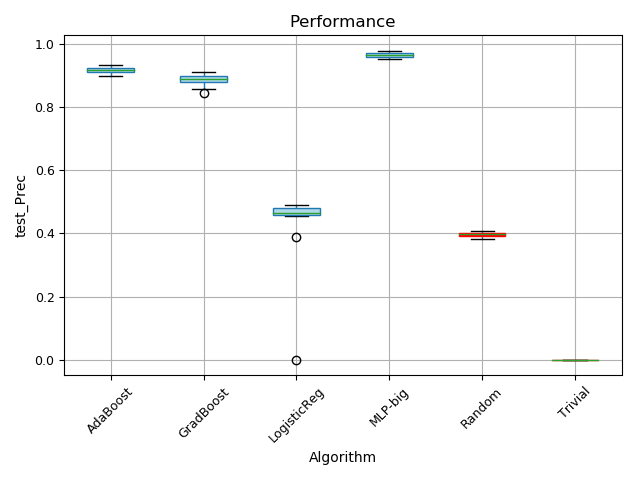 Performance
1.0
0.8
0.6
0.4
0.2
0.0
test_Prec
AdaBoost
GradBoost
LogisticReg
MLP-big
Random
Trivial
Algorithm